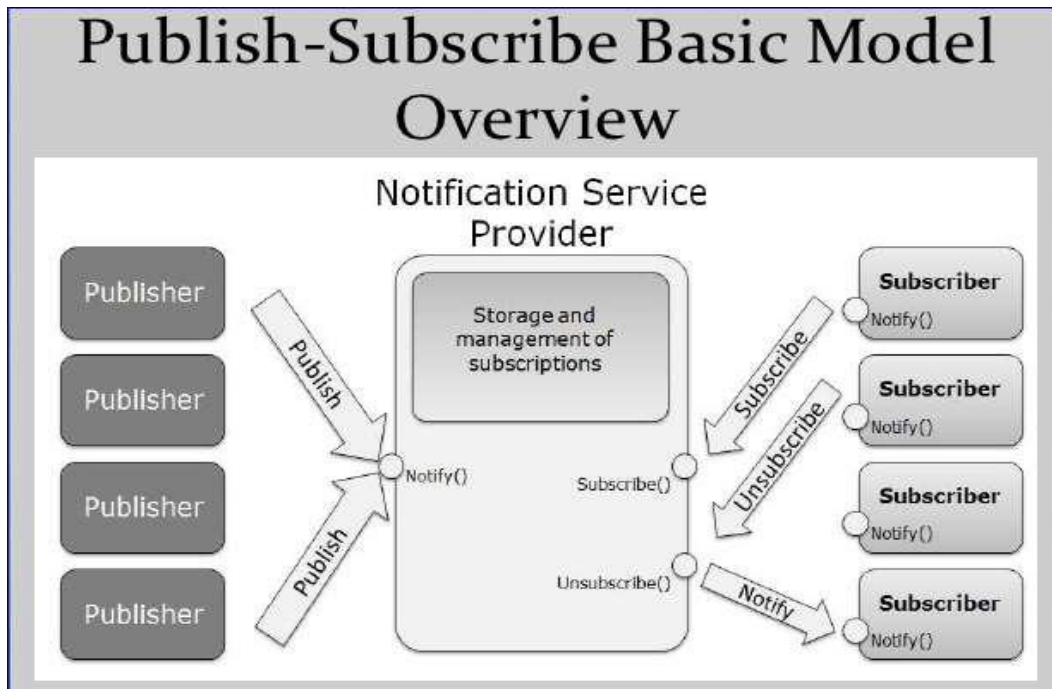 Publish-Subscribe Basic Model
Overview
Notification Service
Provider
Publisher
Publisher
Publisher
Publisher
Publish
Publish
Storage and
management of
subscriptions
Notify()
Subscribe()
Unsubscribe()
Subscribe
Unsubscribe
Notify
Subscriber
Notify()
Subscriber
Notify()
Subscriber
Notify()
Subscriber
Notify()